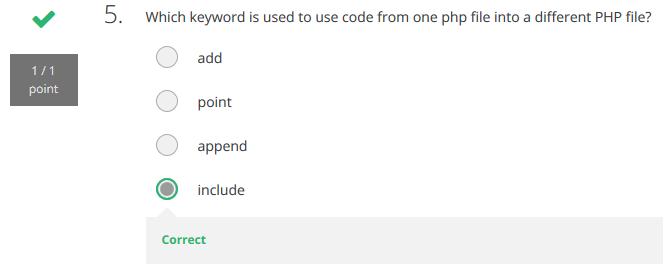 5. Which keyword is used to use code from one php file into a different PHP file?
1 / 1
point
add
point
append
include
Correct